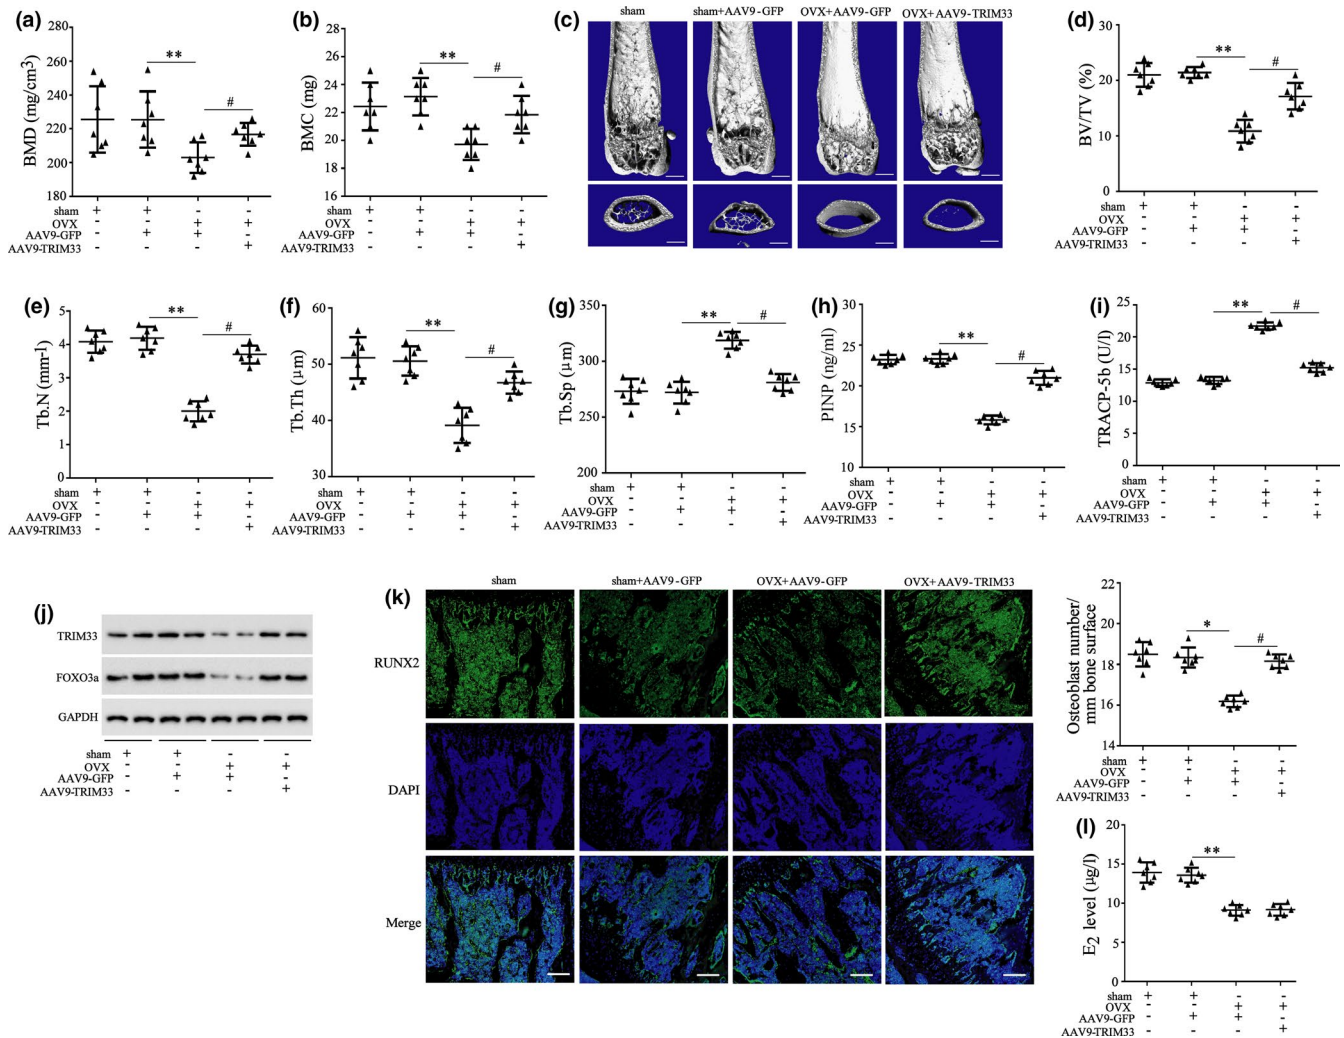 (a)
BMD (mg/cm3)
260
240
220
200
180
**
#
sham + + - -
OVX - - + +
AAV9-GFP - + + -
AAV9-TRIM33 - - - +
(b)
BMC (mg)
26
24
22
20
18
16
**
#
sham + + - -
OVX - - + +
AAV9-GFP - + + -
AAV9-TRIM33 - - - +
(c)
sham sham+AAV9-GFP OVX+AAV9-GFP OVX+AAV9-TRIM33
(d)
BV/TV (%)
30
20
10
0
**
#
sham + + - -
OVX - - + +
AAV9-GFP - + + -
AAV9-TRIM33 - - - +
(e)
Tb.N (mm-1)
5
4
3
2
1
0
**
#
sham + + - -
OVX - - + +
AAV9-GFP - + + -
AAV9-TRIM33 - - - +
(f)
Tb.Th (μm)
60
50
40
30
**
#
sham + + - -
OVX - - + +
AAV9-GFP - + + -
AAV9-TRIM33 - - - +
(g)
Tb.Sp (μm)
350
300
250
200
**
#
sham + + - -
OVX - - + +
AAV9-GFP - + + -
AAV9-TRIM33 - - - +
(h)
PINP (ng/ml)
30
25
20
15
10
**
#
sham + + - -
OVX - - + +
AAV9-GFP - + + -
AAV9-TRIM33 - - - +
(i)
TRACP-5b (U/l)
25
20
15
10
5
0
**
#
sham + + - -
OVX - - + +
AAV9-GFP - + + -
AAV9-TRIM33 - - - +
(j)
TRIM33
FOXO3a
GAPDH
sham + + - -
OVX - - + +
AAV9-GFP - + + -
AAV9-TRIM33 - - - +
(k)
sham sham+AAV9-GFP OVX+AAV9-GFP OVX+AAV9-TRIM33
RUNX2
DAPI
Merge
Osteoblast number/
mm bone surface
22
20
18
16
14
*
#
sham + + - -
OVX - - + +
AAV9-GFP - + + -
AAV9-TRIM33 - - - +
(l)
E2 level (μg/l)
20
15
10
5
0
**
sham + + - -
OVX - - + +
AAV9-GFP - + + -
AAV9-TRIM33 - - - +